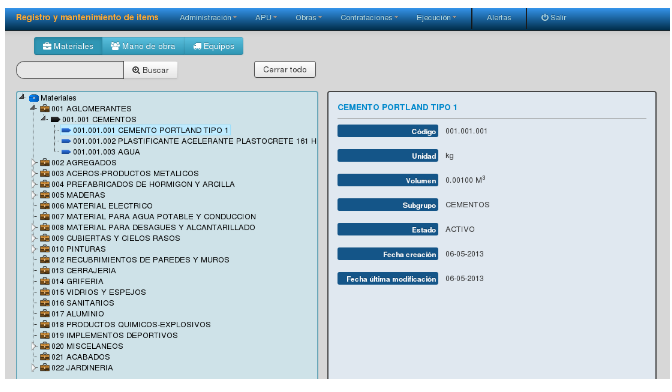 Registro y mantenimiento de items Administración APU Obras Contrataciones Ejecución Alertas Salir
Materiales Mano de obra Equipos
Buscar Cerrar todo
Materiales
001 AGLOMERANTES
001.001 CEMENTOS
001.001.001 CEMENTO PORTLAND TIPO 1
001.001.002 PLASTIFICANTE ACELERANTE PLASTOCRETE 161 H
001.001.003 AGUA
002 AGREGADOS
003 ACEROS-PRODUCTOS METALICOS
004 PREFABRICADOS DE HORMIGON Y ARCILLA
005 MADERAS
006 MATERIAL ELECTRICO
007 MATERIAL PARA AGUA POTABLE Y CONDUCCION
008 MATERIAL PARA DESAGUES Y ALCANTARILLADO
009 CUBIERTAS Y CIELOS RASOS
010 PINTURAS
012 RECUBRIMIENTOS DE PAREDES Y MUROS
013 CERRAJERIA
014 GRIFERIA
015 VIDRIOS Y ESPEJOS
016 SANITARIOS
017 ALUMINIO
018 PRODUCTOS QUIMICOS-EXPLOSIVOS
019 IMPLEMENTOS DEPORTIVOS
020 MISCELANEOS
021 ACABADOS
022 JARDINERIA
CEMENTO PORTLAND TIPO 1
Código 001.001.001
Unidad kg
Volumen 0.00100 M³
Subgrupo CEMENTOS
Estado ACTIVO
Fecha creación 06-05-2013
Fecha última modificación 06-05-2013